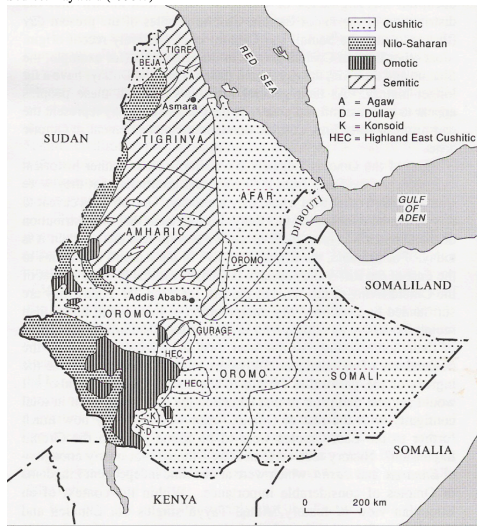 Cushitic
Nilo-Saharan
Omotic
Semitic
A = Agaw
D = Dullay
K = Konsoid
HEC = Highland East Cushitic
TIGRE
BEJA
A
RED SEA
Asmara
SUDAN
TIGRINYA
AFAR
DJIBOUTI
GULF
OF
ADEN
AMHARIC
OROMO
SOMALILAND
Addis Ababa
OROMO
GURAGE
HEC
HEC
OROMO
SOMALI
K
D
SOMALIA
KENYA
0 200 km